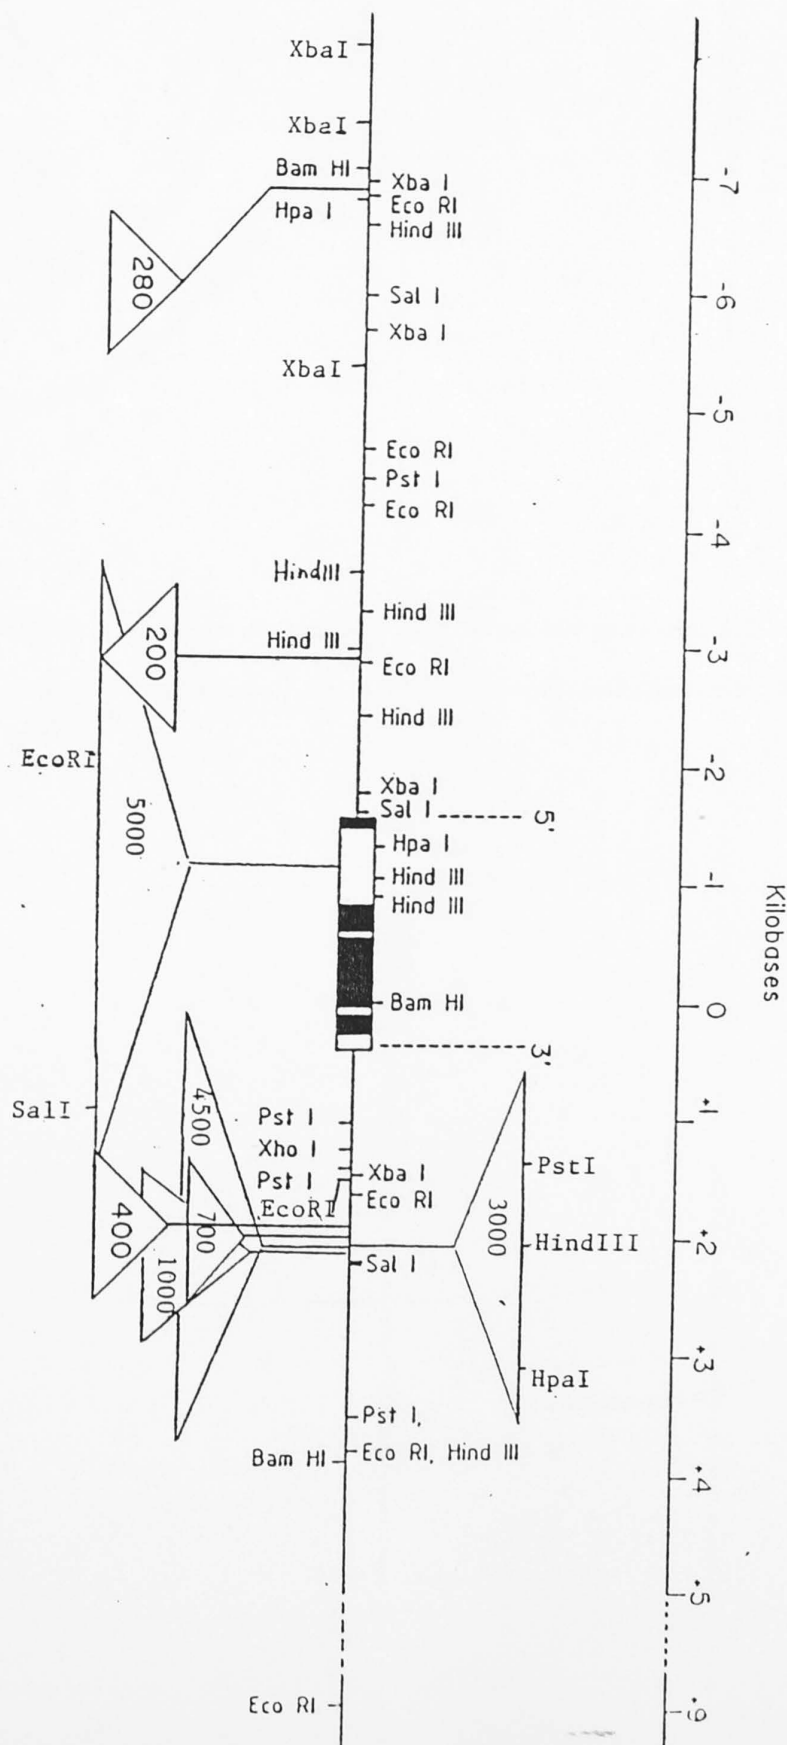 XbaI
XbaI
Bam HI
Xba I
Eco RI
Hpa I
Hind III
280
Sal I
Xba I
XbaI
Eco RI
Pst I
Eco RI
HindIII
Hind III
Hind III
200
Eco RI
Hind III
EcoRI
Xba I
Sal I
5'
5000
Hpa I
Hind III
Hind III
Bam HI
3'
SalI
4500
Pst I
Xho I
Pst I
Xba I
EcoRI
Eco RI
PstI
3000
HindIII
HpaI
400
700
1000
Sal I
Pst I,
Eco RI, Hind III
Bam HI
Eco RI
-7
-6
-5
-4
-3
-2
-1
0
+1
+2
+3
+4
+5
+9
Kilobases